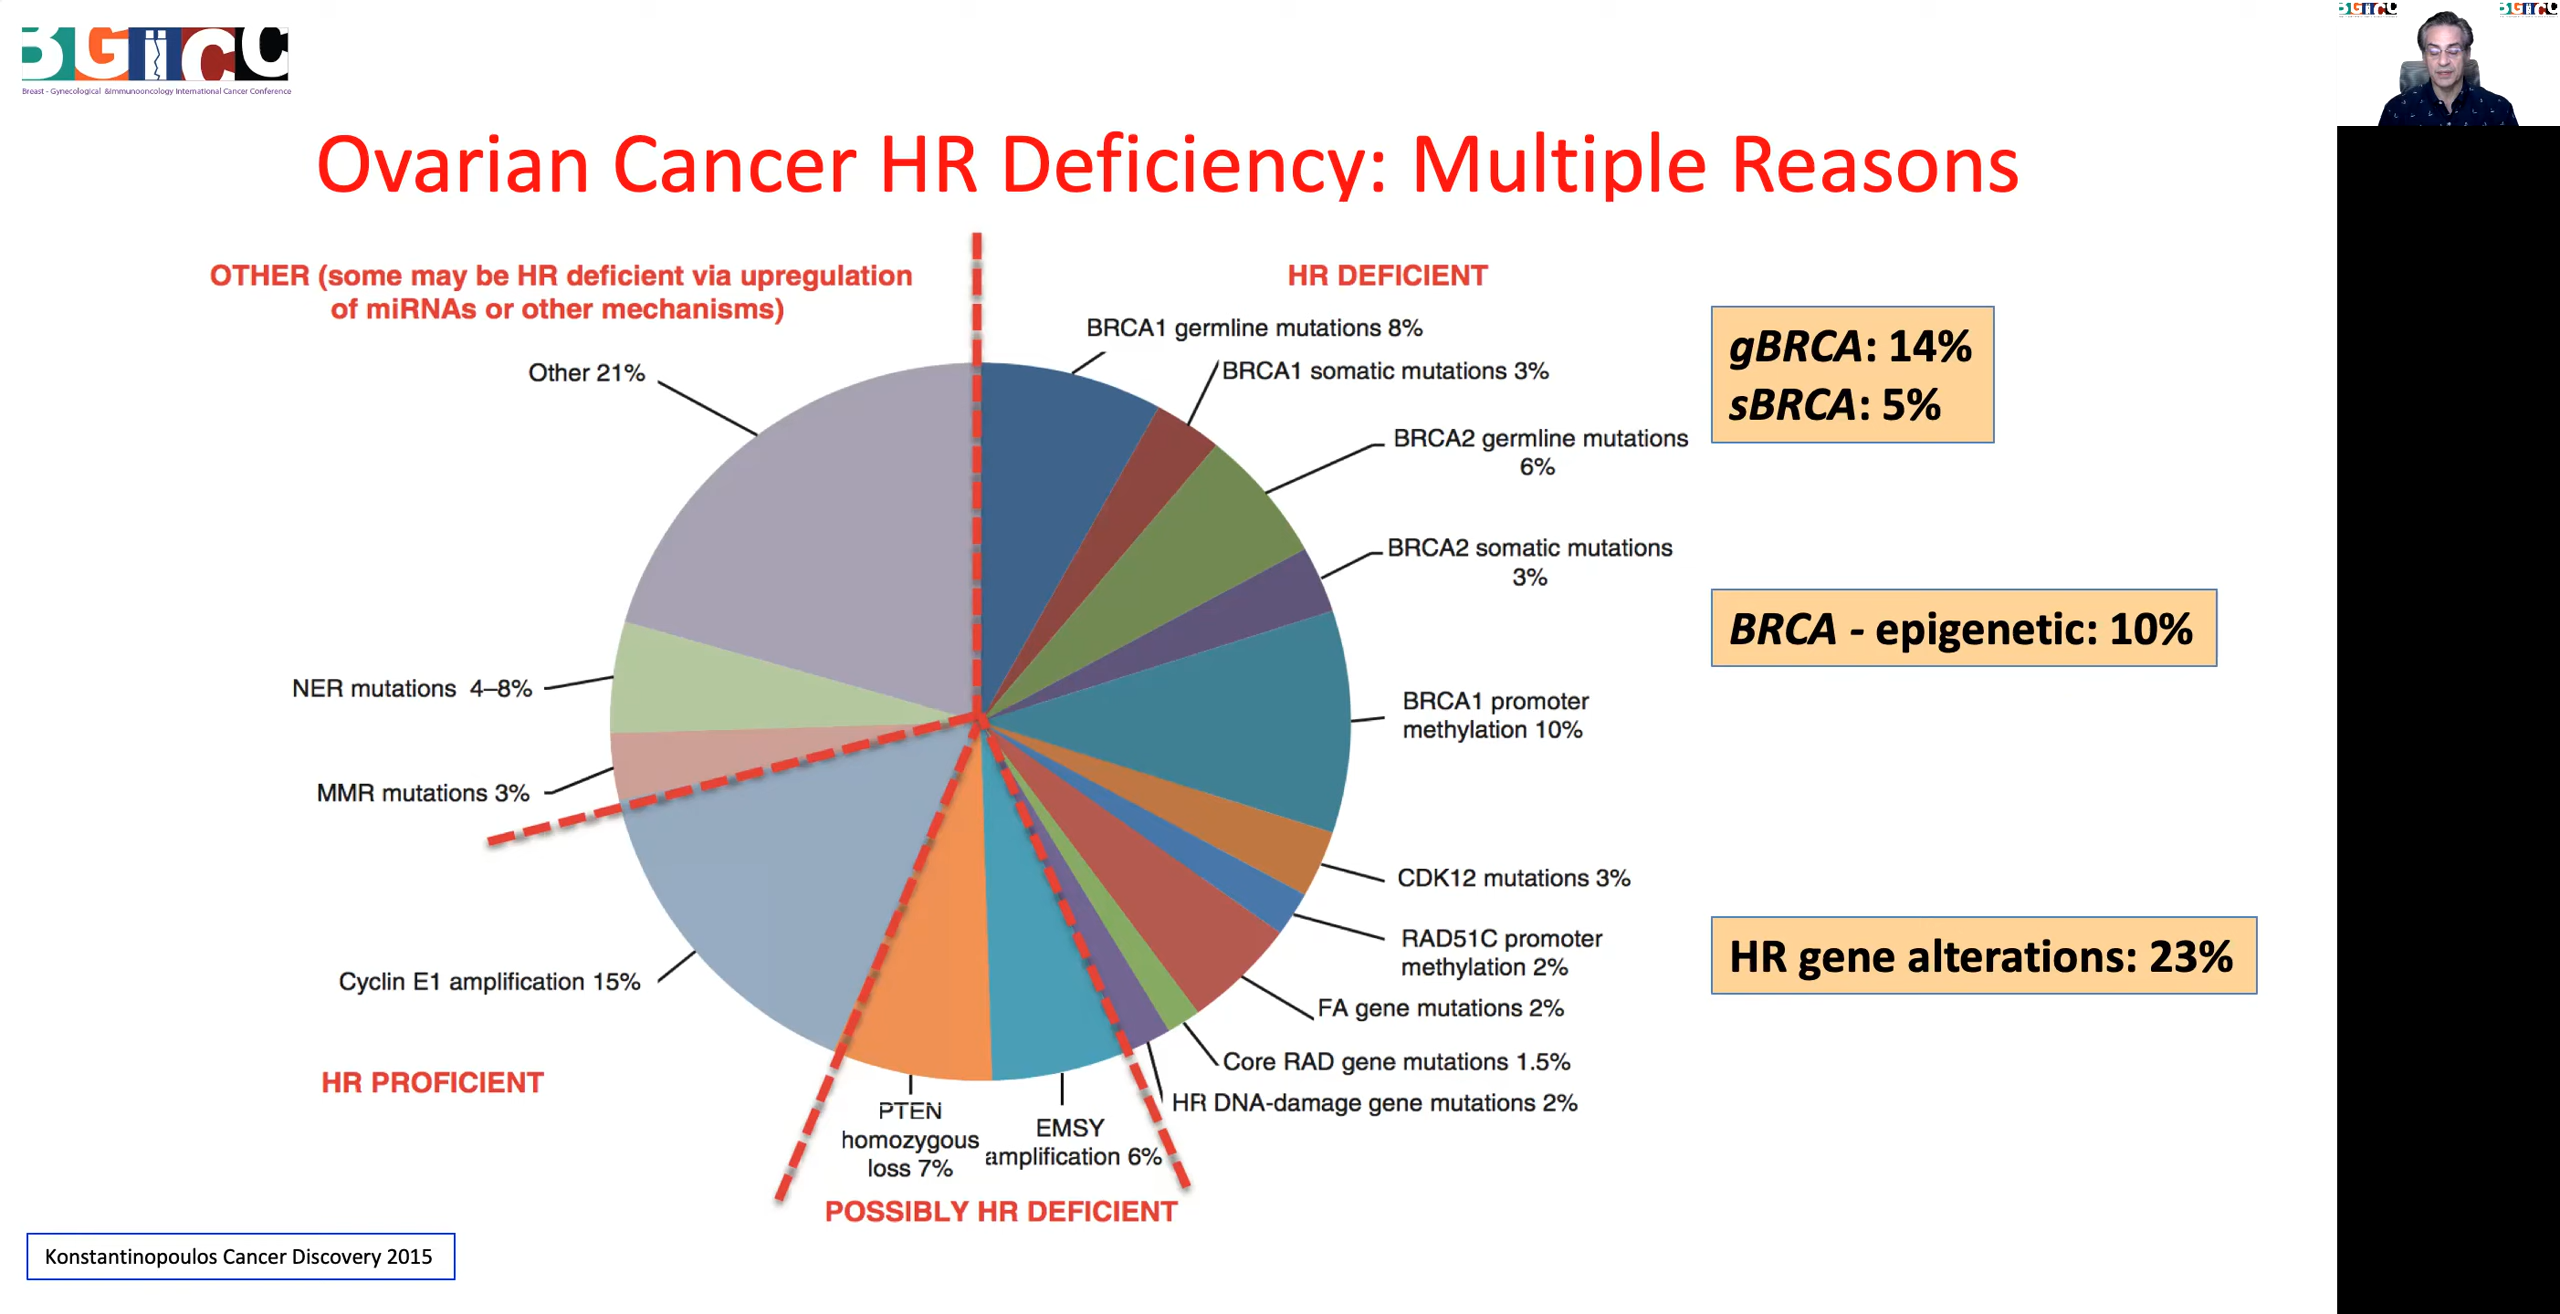 BGiCC
Breast - Gynecological &Immunooncology International Cancer Conference
BGiCC
BGiCC
Ovarian Cancer HR Deficiency: Multiple Reasons
OTHER (some may be HR deficient via upregulation
of miRNAs or other mechanisms)
HR DEFICIENT
BRCA1 germline mutations 8%
BRCA1 somatic mutations 3%
BRCA2 germline mutations
6%
BRCA2 somatic mutations
3%
BRCA1 promoter
methylation 10%
CDK12 mutations 3%
RAD51C promoter
methylation 2%
FA gene mutations 2%
Core RAD gene mutations 1.5%
HR DNA-damage gene mutations 2%
EMSY
amplification 6%
PTEN
homozygous
loss 7%
POSSIBLY HR DEFICIENT
HR PROFICIENT
Cyclin E1 amplification 15%
MMR mutations 3%
NER mutations 4–8%
Other 21%
gBRCA: 14%
sBRCA: 5%
BRCA - epigenetic: 10%
HR gene alterations: 23%
Konstantinopoulos Cancer Discovery 2015